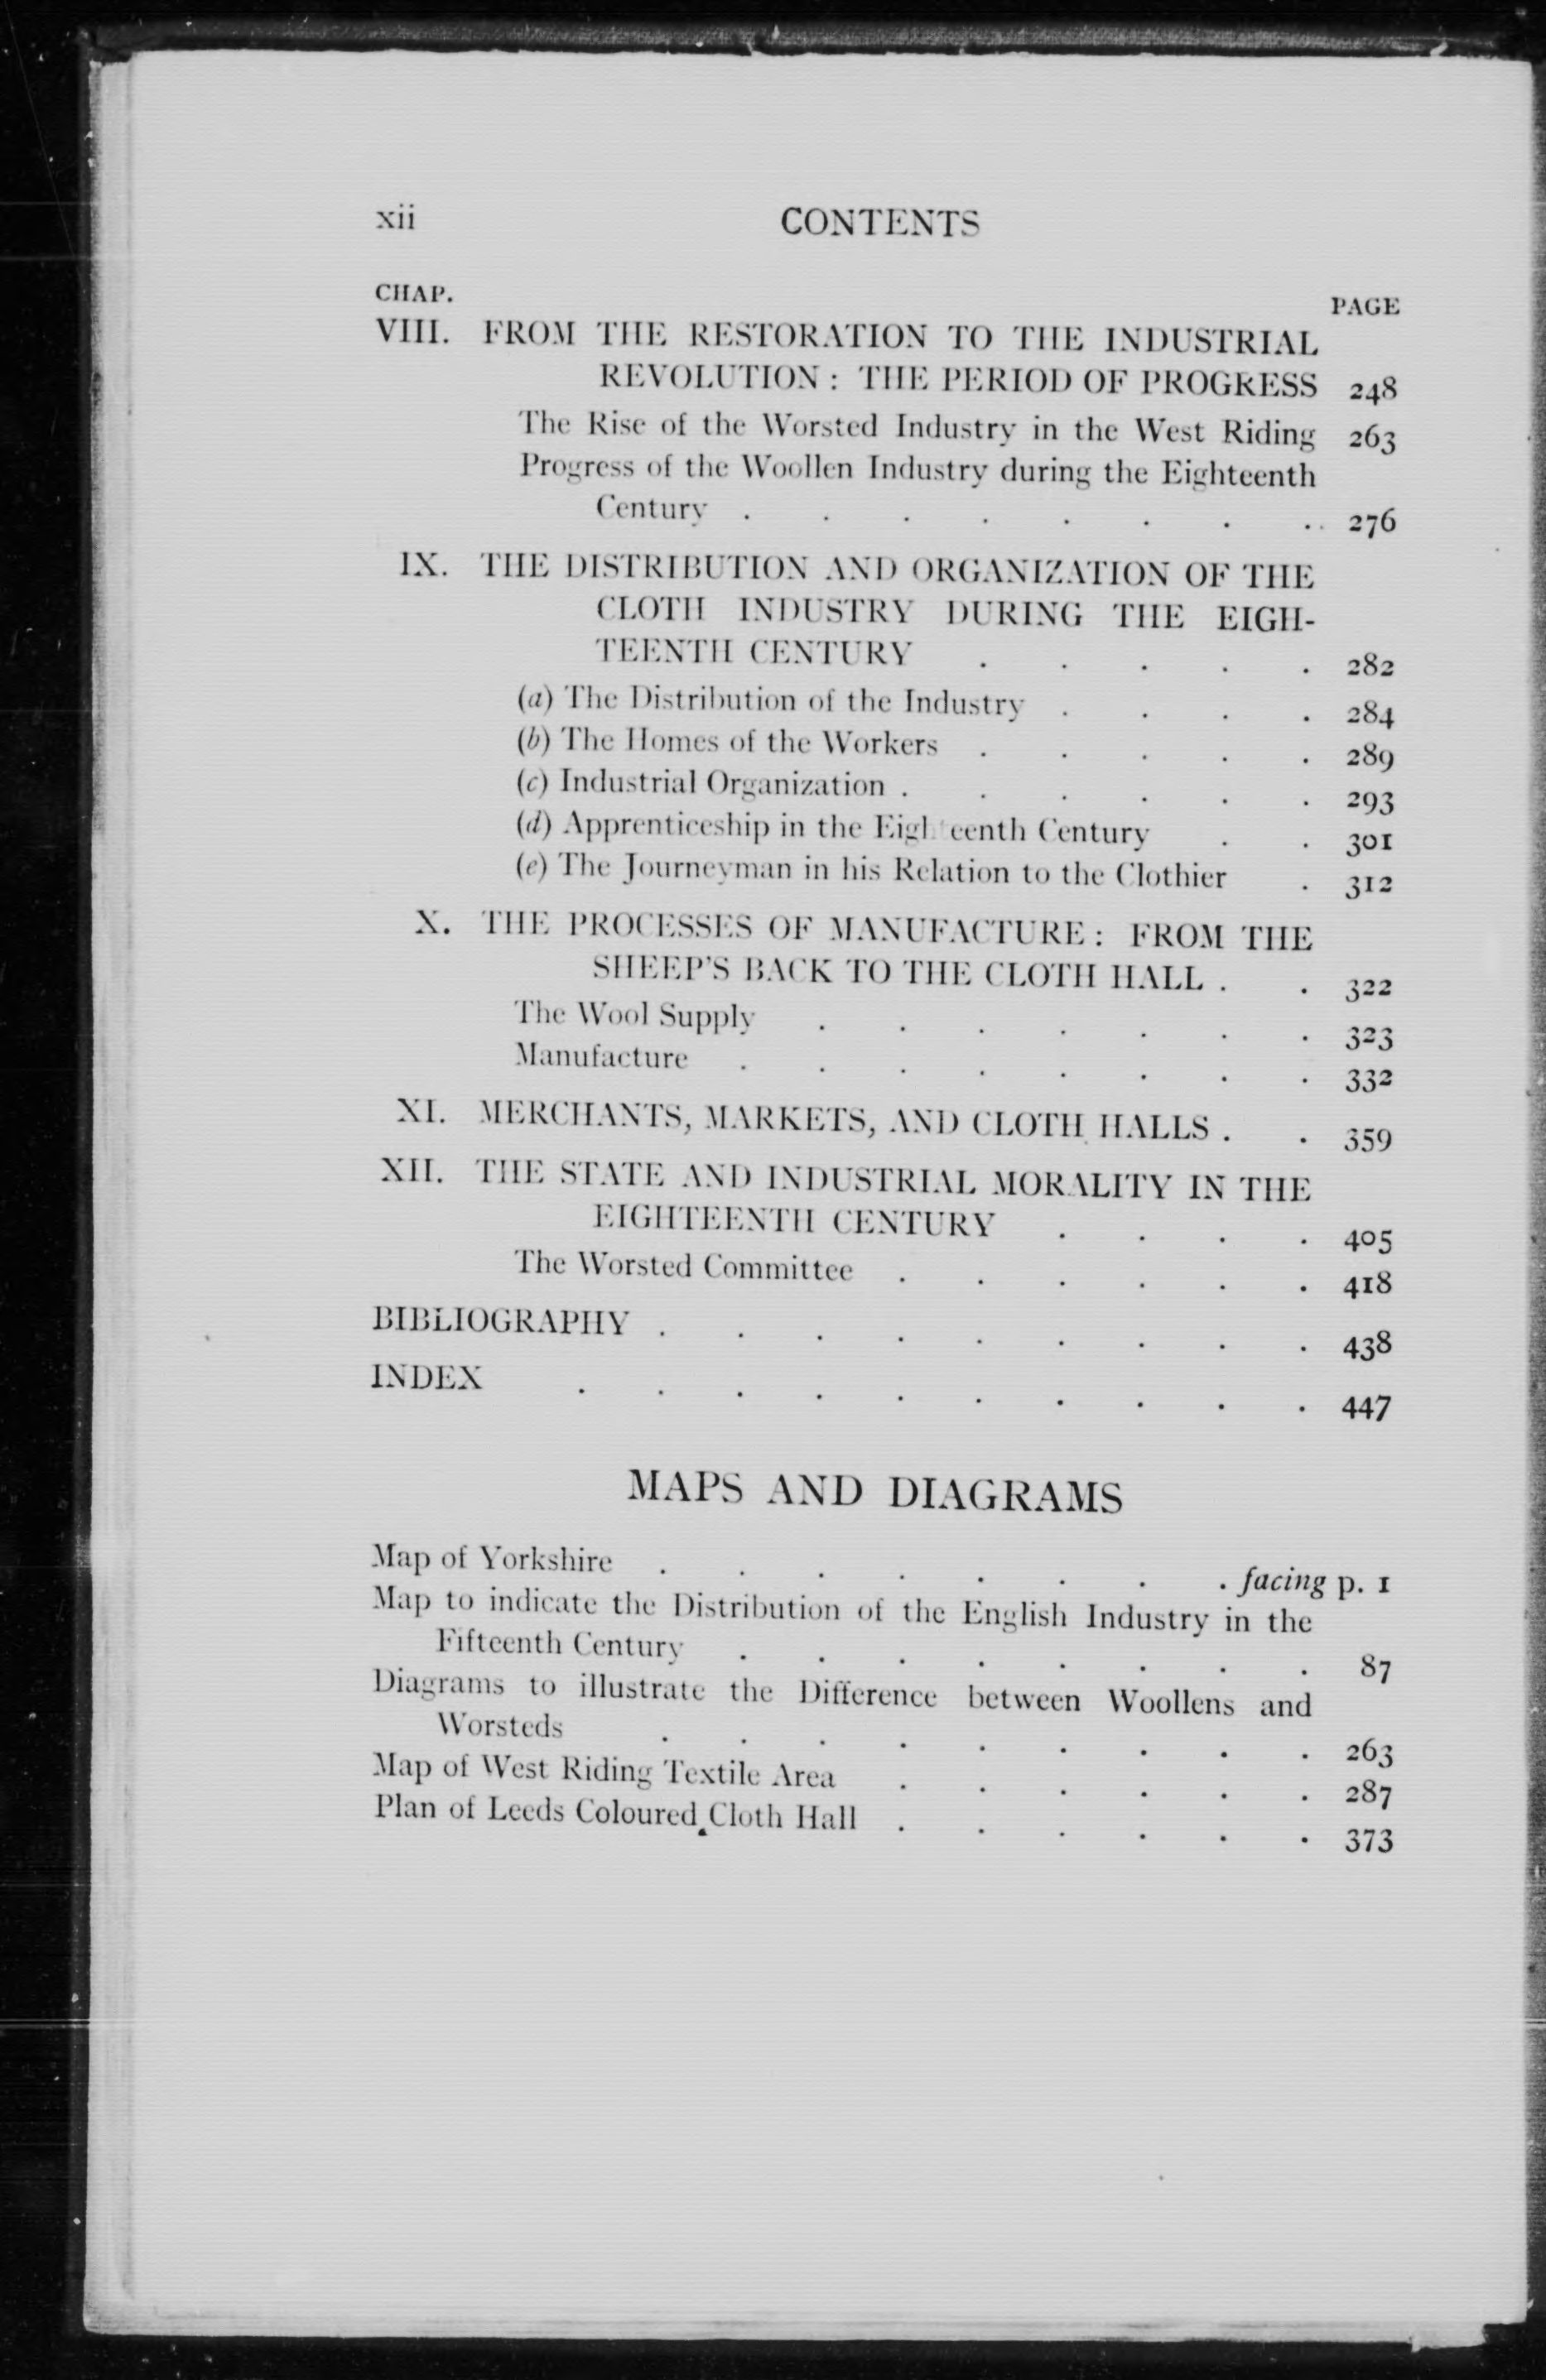 xii CONTENTS
CHAP. PAGE
VIII. FROM THE RESTORATION TO THE INDUSTRIAL
REVOLUTION : THE PERIOD OF PROGRESS 248
The Rise of the Worsted Industry in the West Riding 263
Progress of the Woollen Industry during the Eighteenth
Century . . . . . . . . 276
IX. THE DISTRIBUTION AND ORGANIZATION OF THE
CLOTH INDUSTRY DURING THE EIGH-
TEENTH CENTURY . . . . . 282
(a) The Distribution of the Industry . . . . 284
(b) The Homes of the Workers . . . . . 289
(c) Industrial Organization . . . . . . 293
(d) Apprenticeship in the Eighteenth Century . . 301
(e) The Journeyman in his Relation to the Clothier . 312
X. THE PROCESSES OF MANUFACTURE : FROM THE
SHEEP'S BACK TO THE CLOTH HALL . . 322
The Wool Supply . . . . . . . 323
Manufacture . . . . . . . . 332
XI. MERCHANTS, MARKETS, AND CLOTH HALLS . . 359
XII. THE STATE AND INDUSTRIAL MORALITY IN THE
EIGHTEENTH CENTURY . . . . 405
The Worsted Committee . . . . . . 418
BIBLIOGRAPHY . . . . . . . . . 438
INDEX . . . . . . . . . . 447
MAPS AND DIAGRAMS
Map of Yorkshire . . . . . . . . facing p. 1
Map to indicate the Distribution of the English Industry in the
Fifteenth Century . . . . . . . . 87
Diagrams to illustrate the Difference between Woollens and
Worsteds . . . . . . . . . 263
Map of West Riding Textile Area . . . . . . 287
Plan of Leeds Coloured Cloth Hall . . . . . . 373